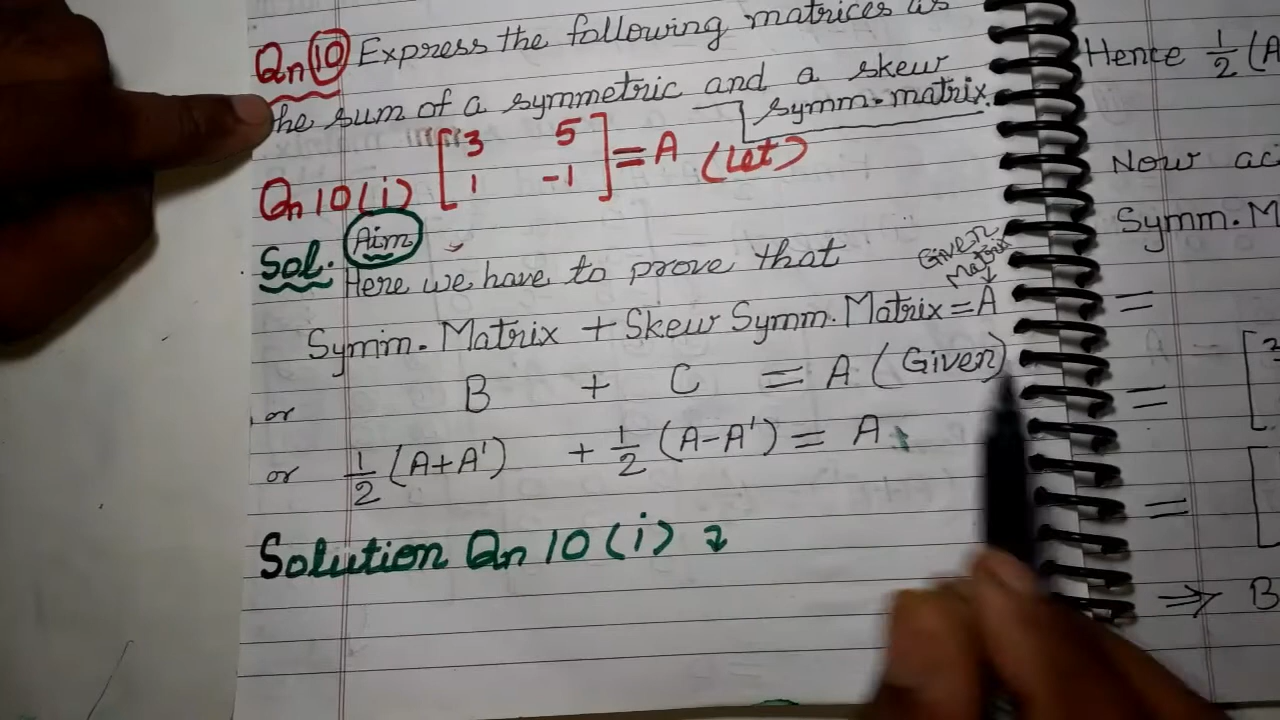 Qn 10 Express the following matrices as
the sum of a symmetric and a skew
symm. matrix.
Qn 10 (i) [3 5
1 -1] = A (Let)
Sol. Aim
Here we have to prove that
Given
Matrix
Symm. Matrix + Skew Symm. Matrix = A
or B + C = A (Given)
or 1/2 (A+A') + 1/2 (A-A') = A
Solution Qn 10 (i)
Hence 1/2 (A
Now ac
Symm. M
=
=
=
⇒ B